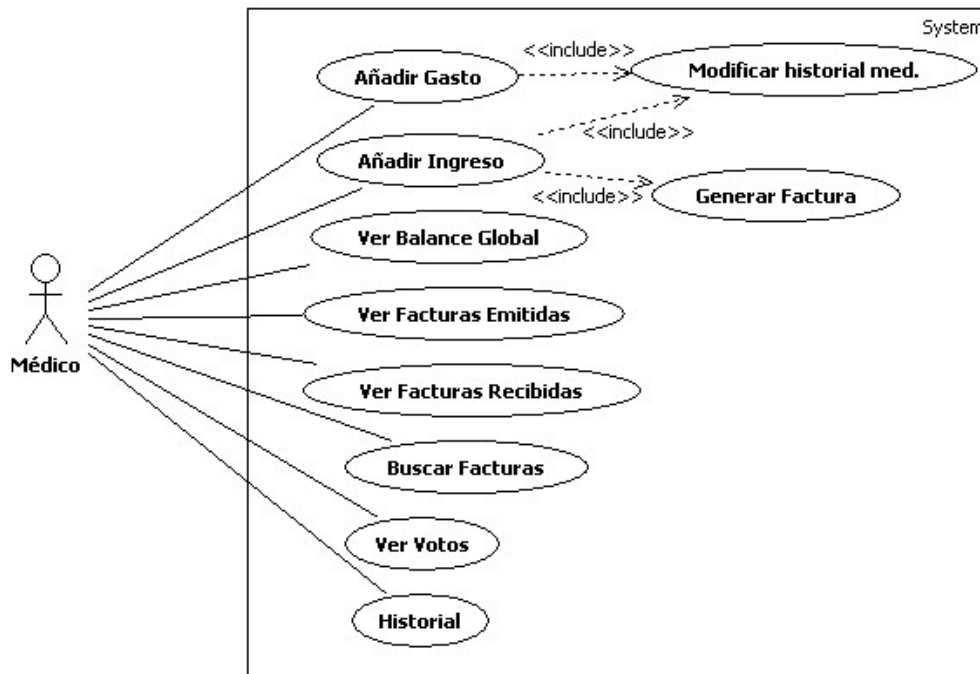 System
<<include>>
Añadir Gasto
Modificar historial med.
<<include>>
Añadir Ingreso
<<include>>
Generar Factura
Ver Balance Global
Ver Facturas Emitidas
Médico
Ver Facturas Recibidas
Buscar Facturas
Ver Votos
Historial